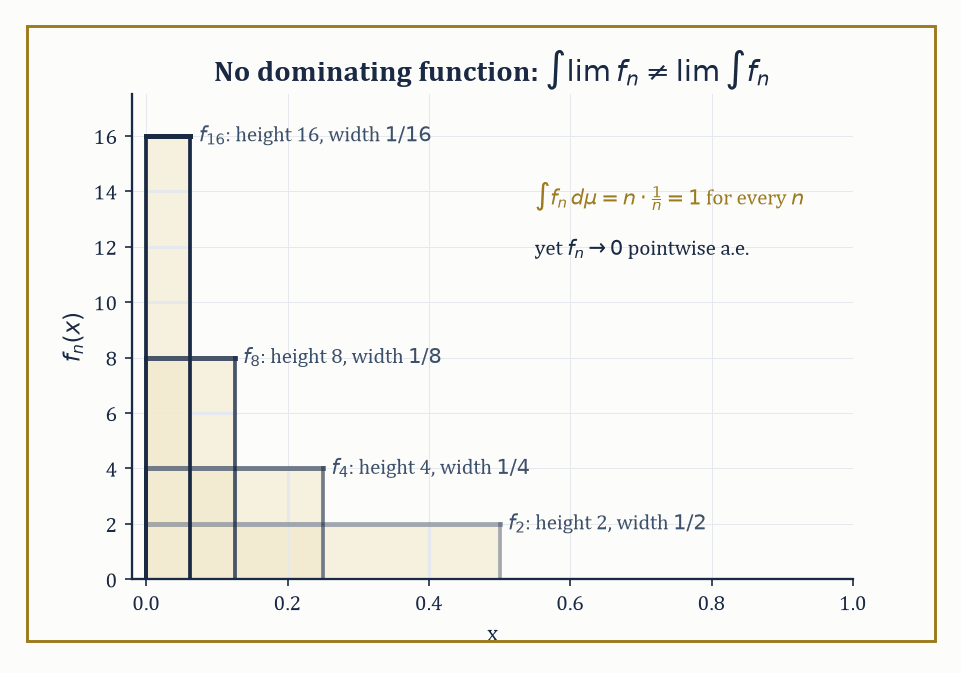 No dominating function: ∫ lim fₙ ≠ lim ∫ fₙ
16
14
12
10
8
6
4
2
0
fₙ(x)
f₁₆: height 16, width 1/16
∫ fₙ dμ = n · 1/n = 1 for every n
yet fₙ → 0 pointwise a.e.
f₈: height 8, width 1/8
f₄: height 4, width 1/4
f₂: height 2, width 1/2
0.0 0.2 0.4 0.6 0.8 1.0
x